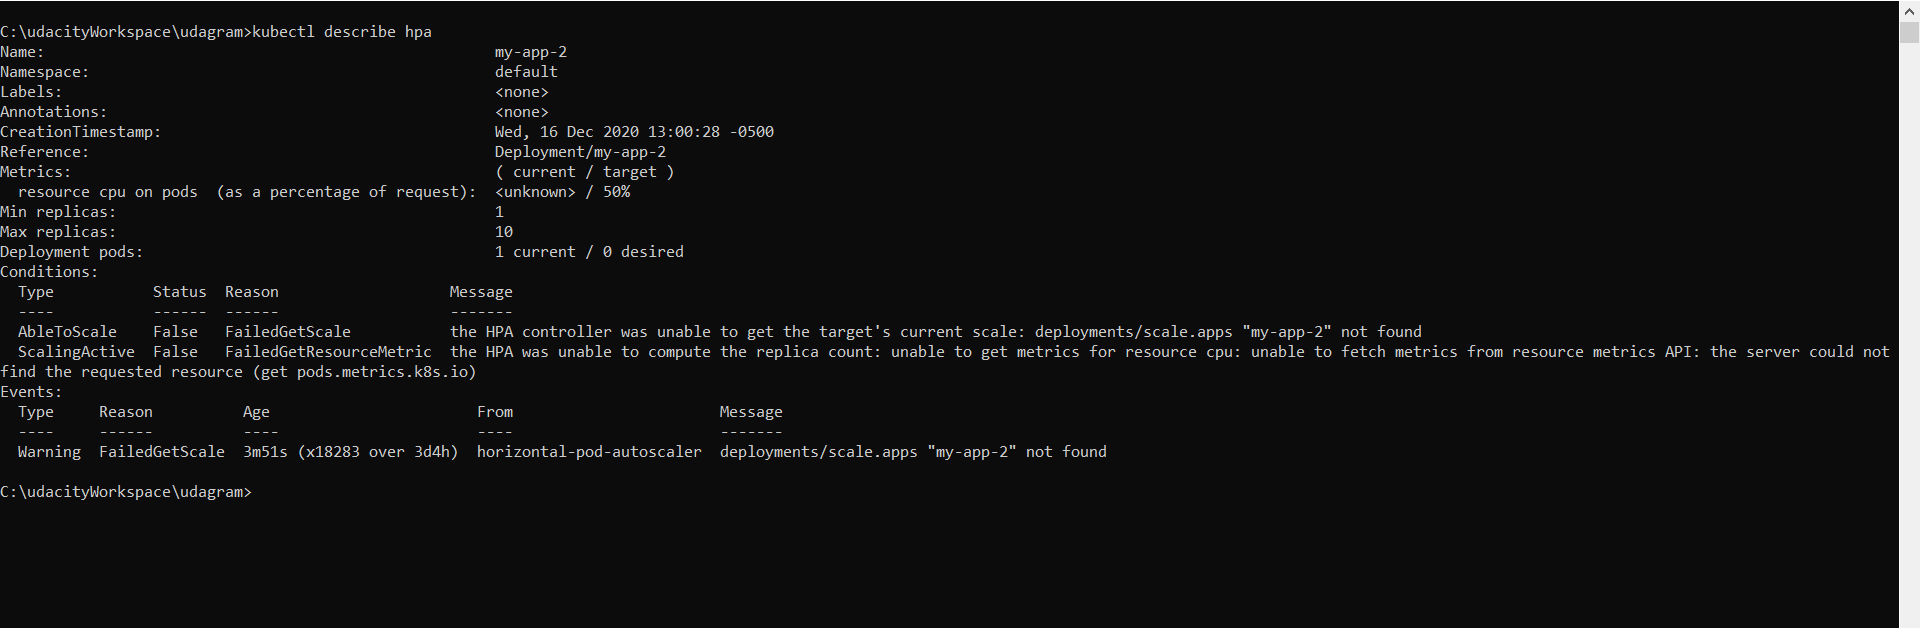 C:\udacityWorkspace\udagram>kubectl describe hpa
Name:                                                  my-app-2
Namespace:                                             default
Labels:                                                <none>
Annotations:                                           <none>
CreationTimestamp:                                     Wed, 16 Dec 2020 13:00:28 -0500
Reference:                                             Deployment/my-app-2
Metrics:                                               ( current / target )
  resource cpu on pods  (as a percentage of request):  <unknown> / 50%
Min replicas:                                          1
Max replicas:                                          10
Deployment pods:                                       1 current / 0 desired
Conditions:
  Type           Status  Reason                   Message
  ----           ------  ------                   -------
  AbleToScale    False   FailedGetScale           the HPA controller was unable to get the target's current scale: deployments/scale.apps "my-app-2" not found
  ScalingActive  False   FailedGetResourceMetric  the HPA was unable to compute the replica count: unable to get metrics for resource cpu: unable to fetch metrics from resource metrics API: the server could not
find the requested resource (get pods.metrics.k8s.io)
Events:
  Type     Reason          Age                       From                       Message
  ----     ------          ----                      ----                       -------
  Warning  FailedGetScale  3m51s (x18283 over 3d4h)  horizontal-pod-autoscaler  deployments/scale.apps "my-app-2" not found
C:\udacityWorkspace\udagram>